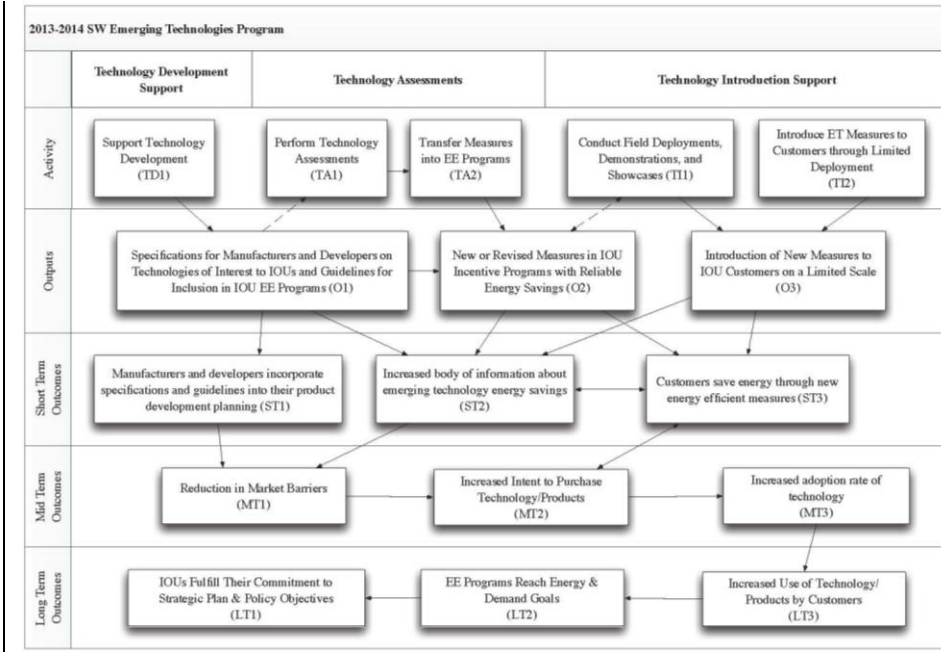 2013-2014 SW Emerging Technologies Program
Technology Development
Support
Technology Assessments
Technology Introduction Support
Activity
Support Technology
Development
(TD1)
Perform Technology
Assessments
(TA1)
Transfer Measures
into EE Programs
(TA2)
Conduct Field Deployments,
Demonstrations, and
Showcases (TI1)
Introduce ET Measures to
Customers through Limited
Deployment
(TI2)
Outputs
Specifications for Manufacturers and Developers on
Technologies of Interest to IOUs and Guidelines for
Inclusion in IOU EE Programs (O1)
New or Revised Measures in IOU
Incentive Programs with Reliable
Energy Savings (O2)
Introduction of New Measures to
IOU Customers on a Limited Scale
(O3)
Short Term
Outcomes
Manufacturers and developers incorporate
specifications and guidelines into their product
development planning (ST1)
Increased body of information about
emerging technology energy savings
(ST2)
Customers save energy through new
energy efficient measures (ST3)
Mid Term
Outcomes
Reduction in Market Barriers
(MT1)
Increased Intent to Purchase
Technology/Products
(MT2)
Increased adoption rate of
technology
(MT3)
Long Term
Outcomes
IOUs Fulfill Their Commitment to
Strategic Plan & Policy Objectives
(LT1)
EE Programs Reach Energy &
Demand Goals
(LT2)
Increased Use of Technology/
Products by Customers
(LT3)